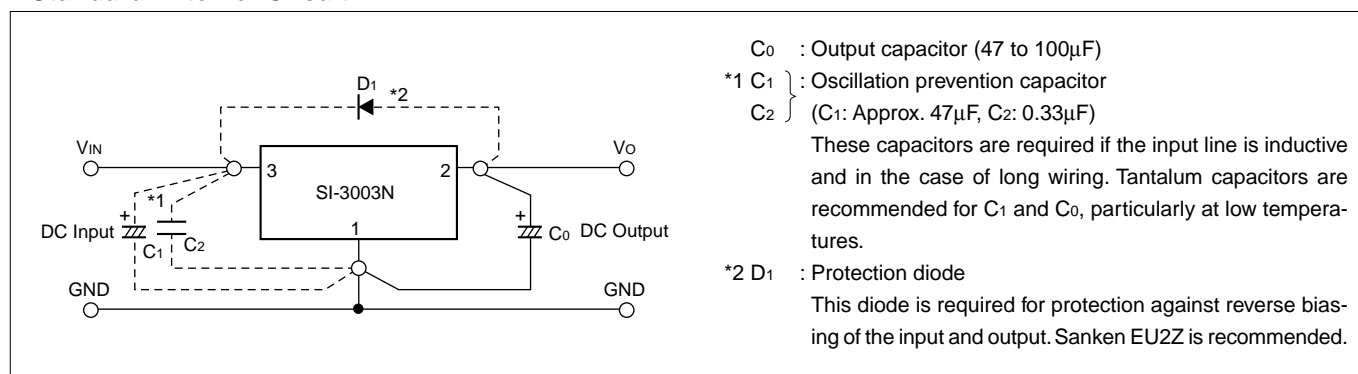 D1
*2
VIN
VO
3
2
SI-3003N
*1
1
+
+
DC Input
C1
C2
C0
DC Output
GND
GND
C0 : Output capacitor (47 to 100µF)
*1 C1 : Oscillation prevention capacitor
C2 (C1: Approx. 47µF, C2: 0.33µF)
These capacitors are required if the input line is inductive
and in the case of long wiring. Tantalum capacitors are
recommended for C1 and C0, particularly at low tempera-
tures.
*2 D1 : Protection diode
This diode is required for protection against reverse bias-
ing of the input and output. Sanken EU2Z is recommended.